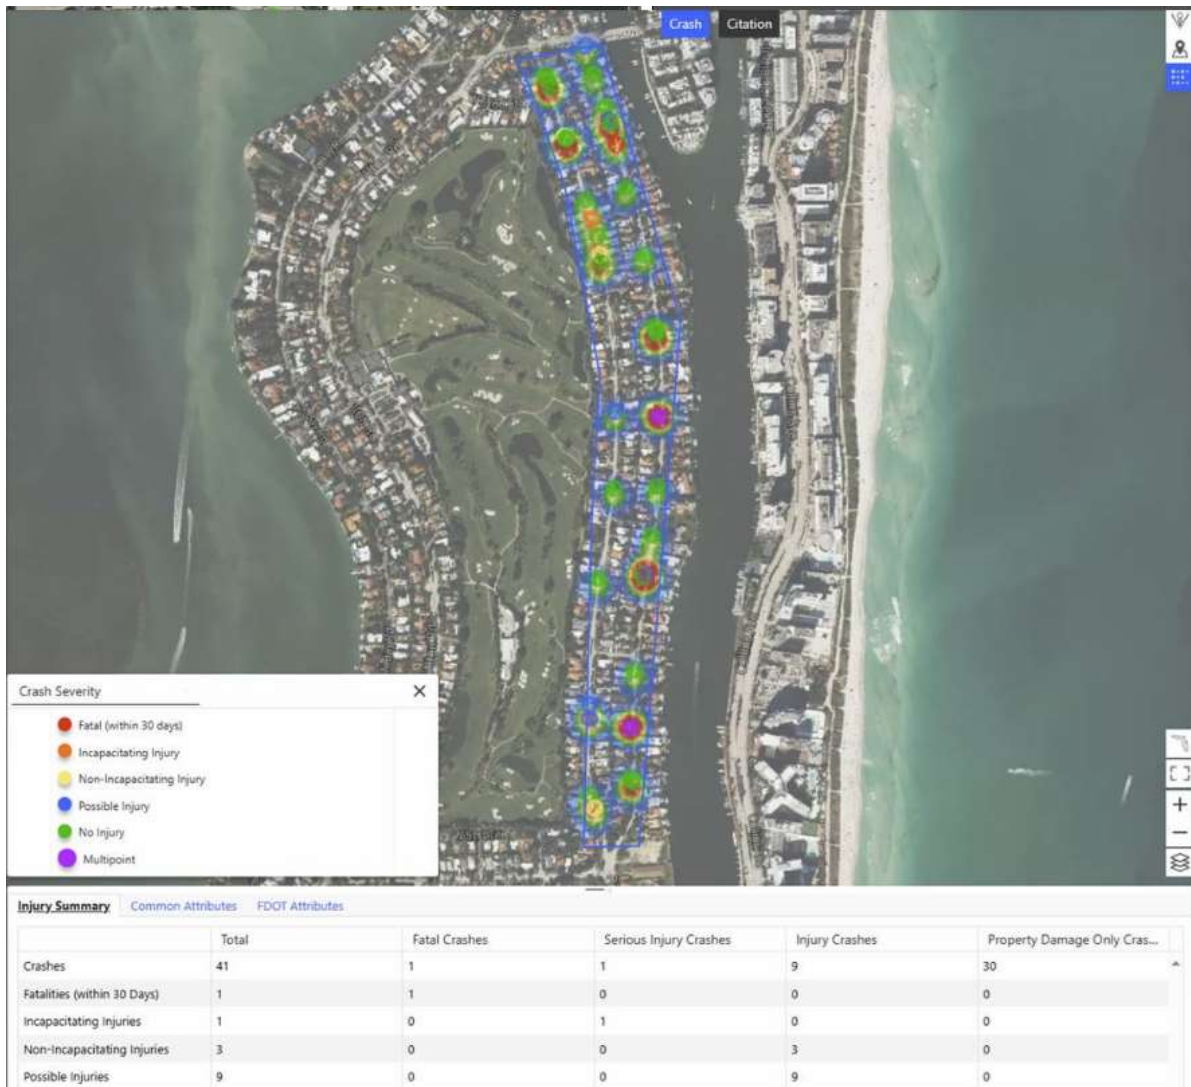 Crash Citation
Crash Severity
Fatal (within 30 days)
Incapacitating Injury
Non-Incapacitating Injury
Possible Injury
No Injury
Multipoint
Injury Summary Common Attributes FDOT Attributes
Total Fatal Crashes Serious Injury Crashes Injury Crashes Property Damage Only Cras...
Crashes 41 1 1 9 30
Fatalities (within 30 Days) 1 1 0 0 0
Incapacitating Injuries 1 0 1 0 0
Non-Incapacitating Injuries 3 0 0 3 0
Possible Injuries 9 0 0 9 0